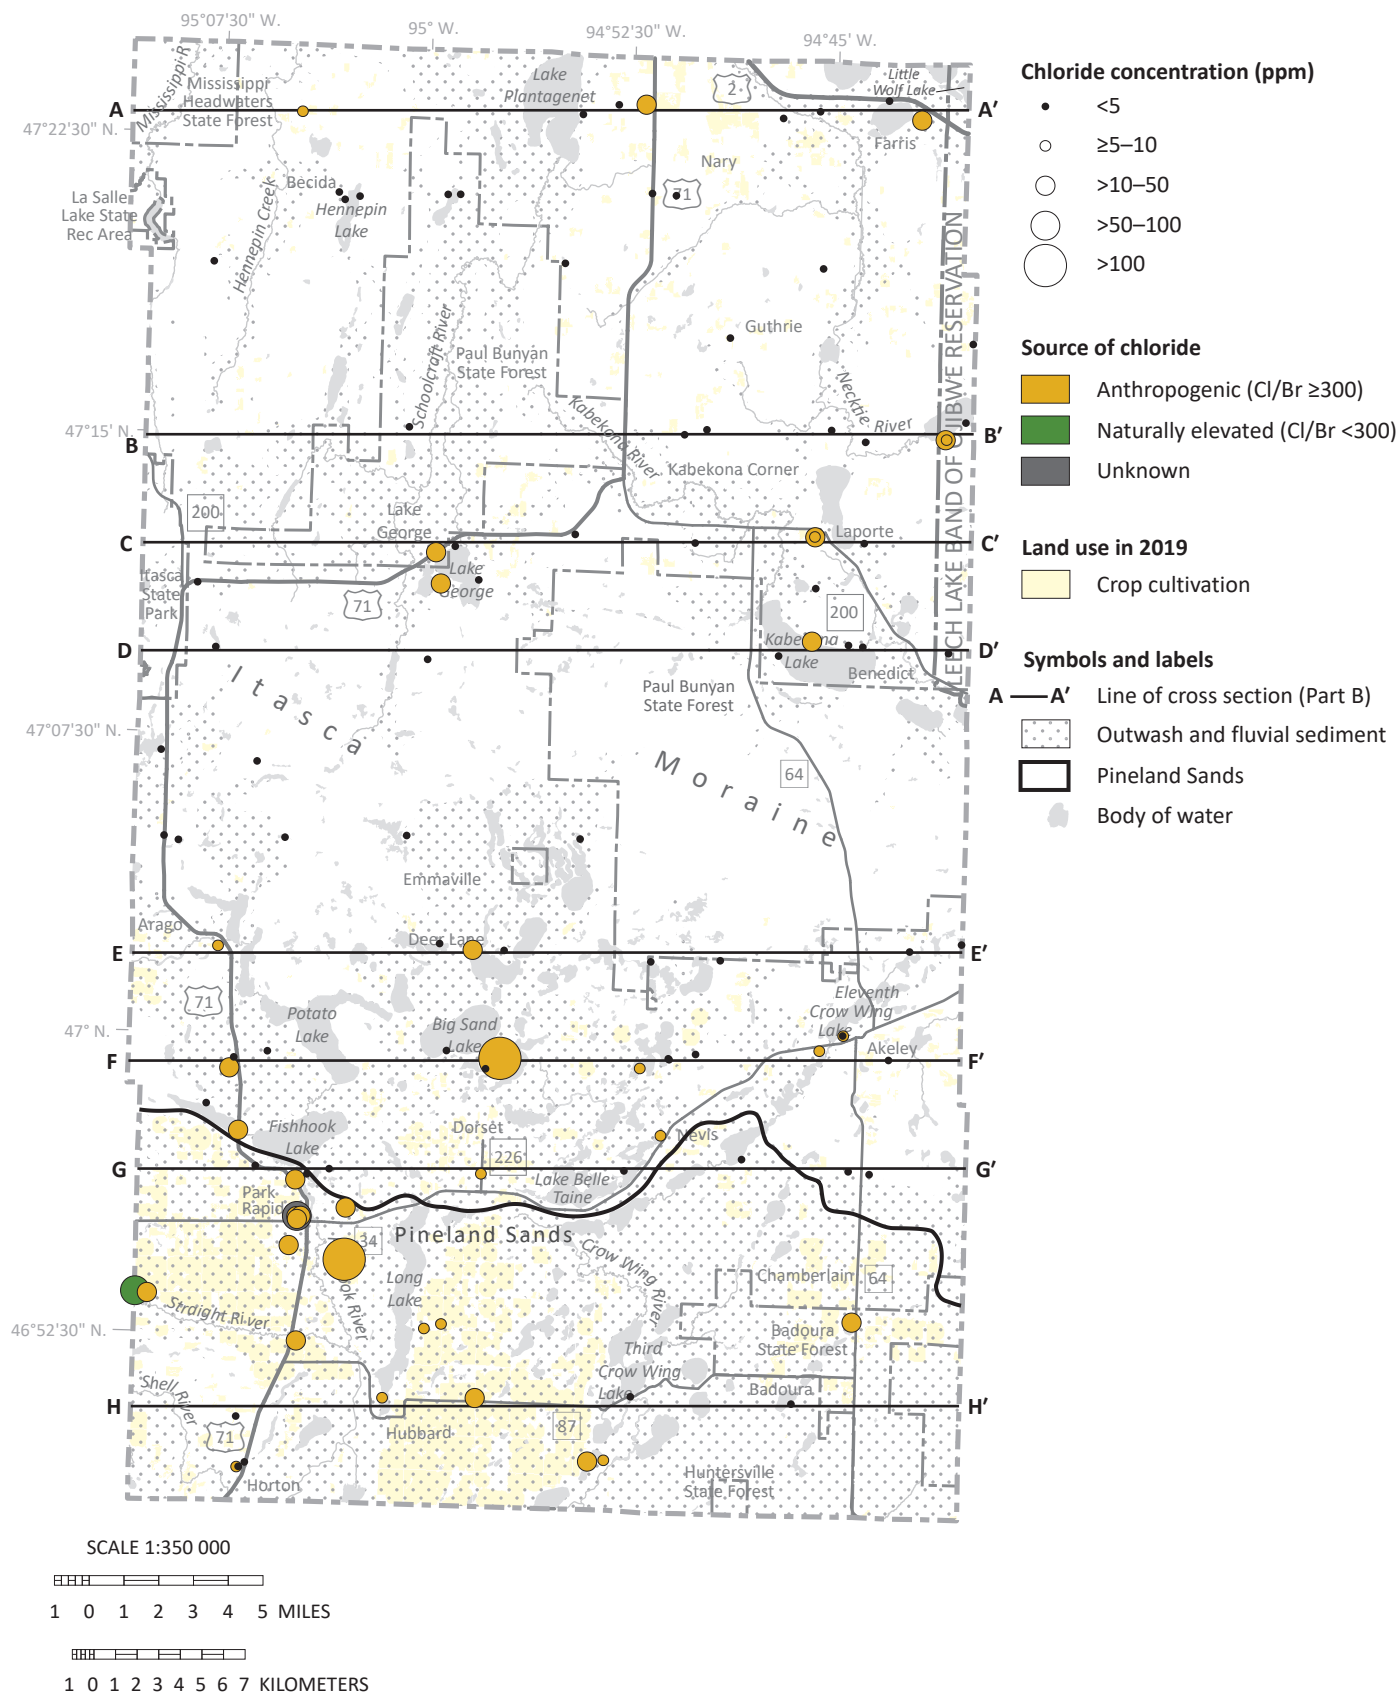 95°07'30" W.
95° W.
94°52'30" W.
94°45' W.
Mississippi R
Mississippi
Headwaters
State Forest
Lake
Plantagenet
2
Little
Wolf Lake
A
A′
47°22'30" N.
Farris
Nary
Becida
71
La Salle
Lake State
Rec Area
Hennepin
Lake
Hennepin Creek
Schoolcraft River
Guthrie
Paul Bunyan
State Forest
Necktie River
Kabekona River
LEECH LAKE BAND OF OJIBWE RESERVATION
47°15' N.
B
B′
Kabekona Corner
200
Lake
George
Laporte
C
C′
Lake
George
Itasca
State
Park
71
200
Kabekona
Lake
D
D′
Benedict
Itasca
Paul Bunyan
State Forest
47°07'30" N.
Moraine
64
Emmaville
Arago
Deer Lane
E
E′
71
Eleventh
Crow Wing
Lake
Potato
Lake
Big Sand
Lake
47° N.
Akeley
F
F′
Fishhook
Lake
Dorset
Nevis
226
G
G′
Lake Belle
Taine
Park
Rapids
34
Pineland Sands
Crow Wing River
Long
Lake
Chamberlain
64
Straight River
46°52'30" N.
Badoura
State Forest
Third
Crow Wing
Lake
Shell River
Badoura
H
H′
87
Hubbard
71
Horton
Huntersville
State Forest
SCALE 1:350 000
1 0 1 2 3 4 5 MILES
1 0 1 2 3 4 5 6 7 KILOMETERS
Chloride concentration (ppm)
<5
≥5–10
>10–50
>50–100
>100
Source of chloride
Anthropogenic (Cl/Br ≥300)
Naturally elevated (Cl/Br <300)
Unknown
Land use in 2019
Crop cultivation
Symbols and labels
A A′ Line of cross section (Part B)
Outwash and fluvial sediment
Pineland Sands
Body of water